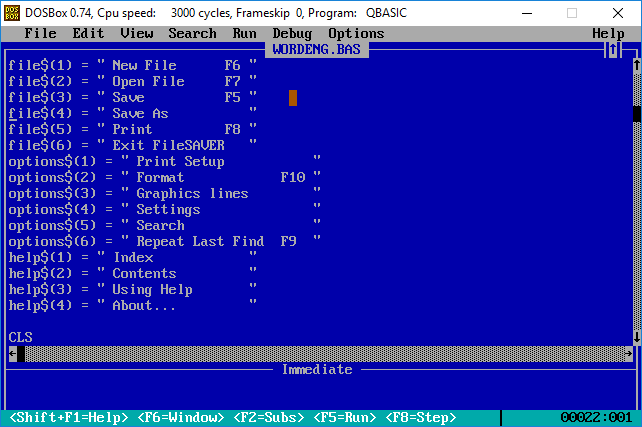 DOSBox 0.74, Cpu speed:    3000 cycles, Frameskip  0, Program:   QBASIC
File  Edit  View  Search  Run  Debug  Options  Help
WORDENG.BAS
file$(1) = " New File      F6 "
file$(2) = " Open File     F7 "
file$(3) = " Save          F5 "
file$(4) = " Save As          "
file$(5) = " Print         F8 "
file$(6) = " Exit FileSAVER   "
options$(1) = " Print Setup           "
options$(2) = " Format            F10 "
options$(3) = " Graphics lines        "
options$(4) = " Settings              "
options$(5) = " Search                "
options$(6) = " Repeat Last Find  F9  "
help$(1) = " Index            "
help$(2) = " Contents         "
help$(3) = " Using Help       "
help$(4) = " About...         "
CLS
Immediate
<Shift+F1=Help> <F6=Window> <F2=Subs> <F5=Run> <F8=Step>  00022:001